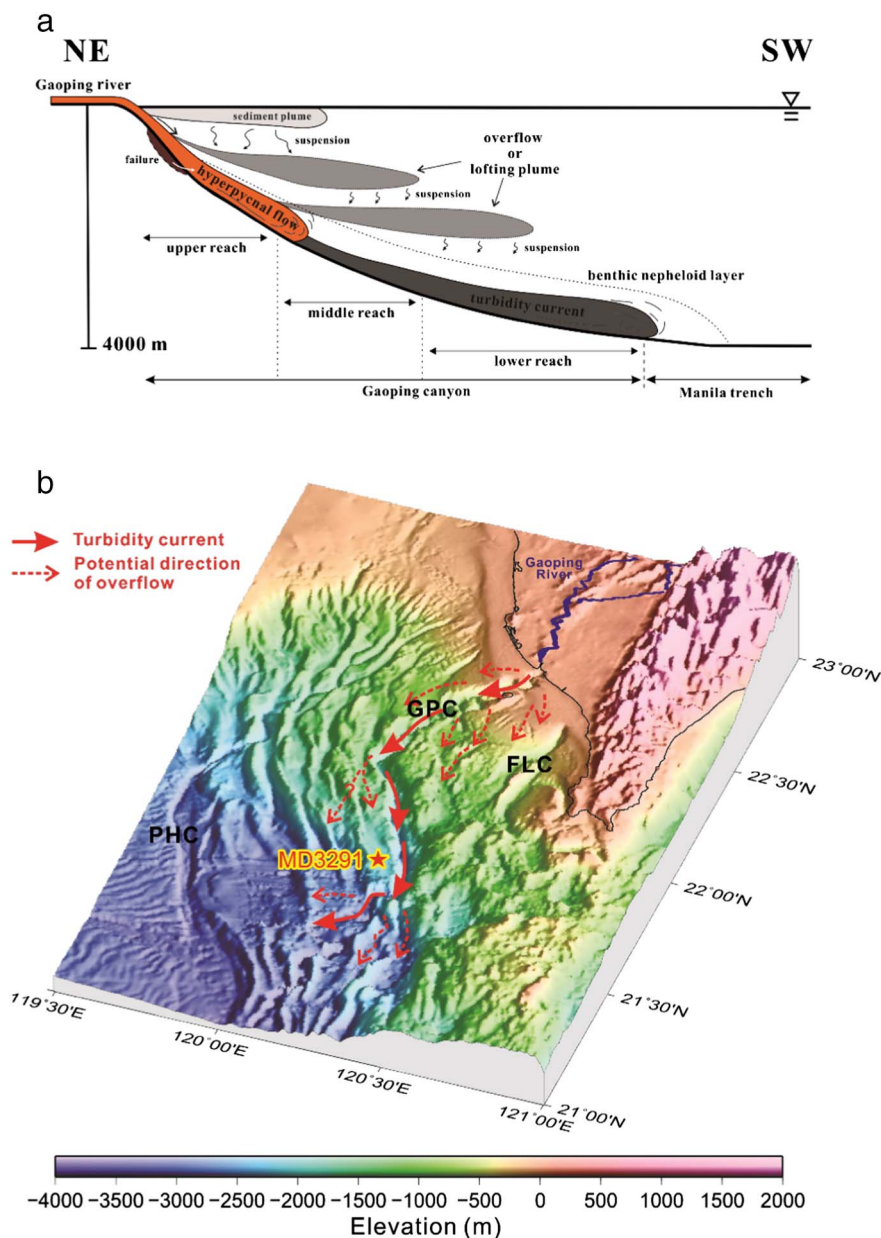 a
NE
SW
Gaoping river
sediment plume
suspension
overflow
or
lofting plume
failure
hyperpycnal flow
suspension
suspension
upper reach
benthic nepheloid layer
turbidity current
middle reach
4000 m
lower reach
Gaoping canyon
Manila trench
b
Turbidity current
Potential direction
of overflow
Gaoping
River
23°00'N
GPC
22°30'N
FLC
PHC
MD3291
22°00'N
21°30'N
119°30'E
120°00'E
120°30'E
121°00'E
21°00'N
−4000 −3500 −3000 −2500 −2000 −1500 −1000 −500 0 500 1000 1500 2000
Elevation (m)